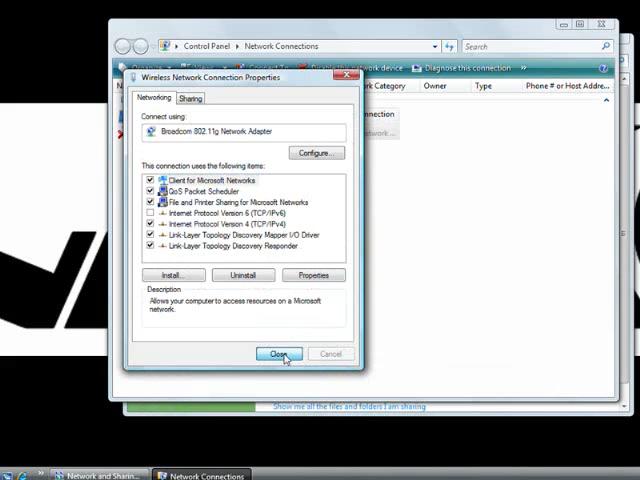 Control Panel ▸ Network Connections
Search
Diagnose this connection
Category
Owner
Type
Phone # or Host Addre...
Wireless Network Connection Properties
Networking
Sharing
Connect using:
Broadcom 802.11g Network Adapter
Configure...
This connection uses the following items:
Client for Microsoft Networks
QoS Packet Scheduler
File and Printer Sharing for Microsoft Networks
Internet Protocol Version 6 (TCP/IPv6)
Internet Protocol Version 4 (TCP/IPv4)
Link-Layer Topology Discovery Mapper I/O Driver
Link-Layer Topology Discovery Responder
Install...
Uninstall
Properties
Description
Allows your computer to access resources on a Microsoft
network.
Close
Cancel
Show me all the files and folders I am sharing
Network and Sharin...
Network Connections